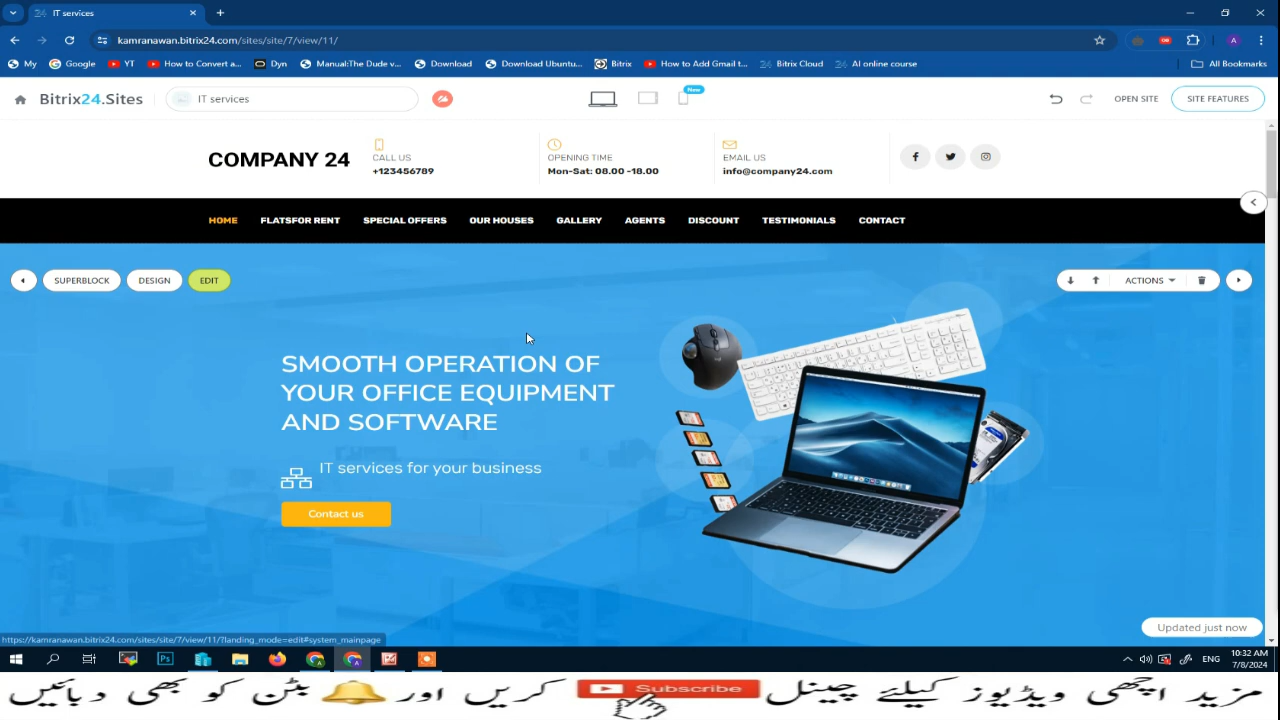 IT services
kamranawan.bitrix24.com/sites/site/7/view/11/
My Google YT How to Convert a... Dyn Manual:The Dude v... Download Download Ubuntu... Bitrix How to Add Gmail t... Bitrix Cloud AI online course All Bookmarks
New
Bitrix24.Sites IT services OPEN SITE SITE FEATURES
COMPANY 24
CALL US
+123456789
OPENING TIME
Mon-Sat: 08.00 -18.00
EMAIL US
info@company24.com
HOME FLATSFOR RENT SPECIAL OFFERS OUR HOUSES GALLERY AGENTS DISCOUNT TESTIMONIALS CONTACT
SUPERBLOCK DESIGN EDIT ACTIONS
SMOOTH OPERATION OF
YOUR OFFICE EQUIPMENT
AND SOFTWARE
IT services for your business
Contact us
Updated just now
https://kamranawan.bitrix24.com/sites/site/7/view/11/?landing_mode=edit#system_mainpage
ENG 10:32 AM
7/8/2024
مزید اچھی ویڈیوز کیلئے چینل Subscribe کریں اور بٹن کو بھی دبائیں